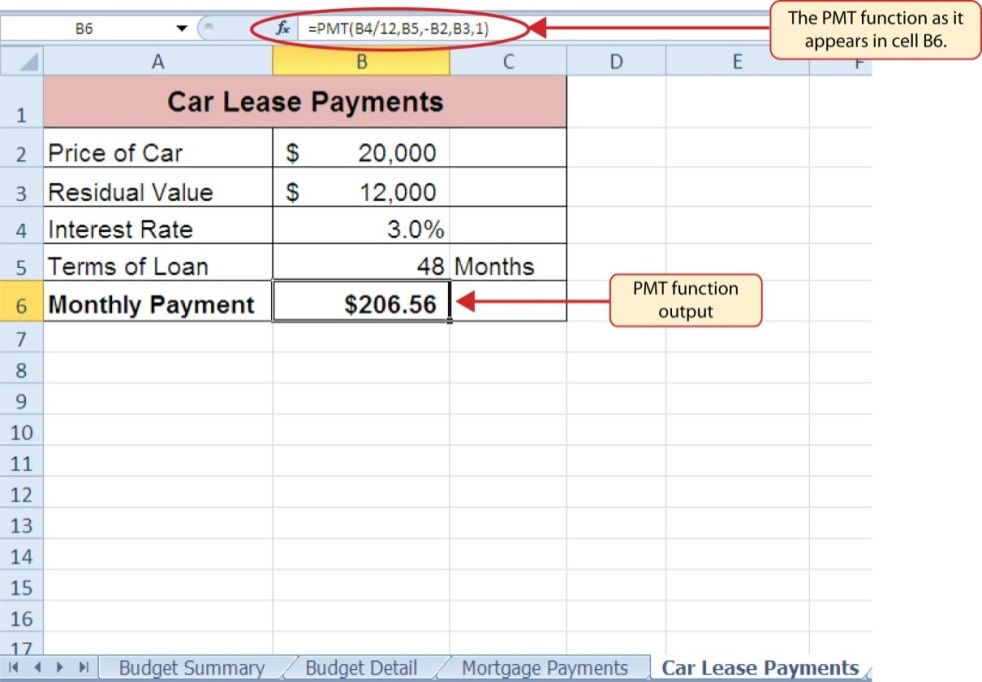 B6 fx =PMT(B4/12,B5,-B2,B3,1)
The PMT function as it
appears in cell B6.
A B C D E F
1 Car Lease Payments
2 Price of Car $ 20,000
3 Residual Value $ 12,000
4 Interest Rate 3.0%
5 Terms of Loan 48 Months
6 Monthly Payment $206.56
PMT function
output
7
8
9
10
11
12
13
14
15
16
17
Budget Summary Budget Detail Mortgage Payments Car Lease Payments